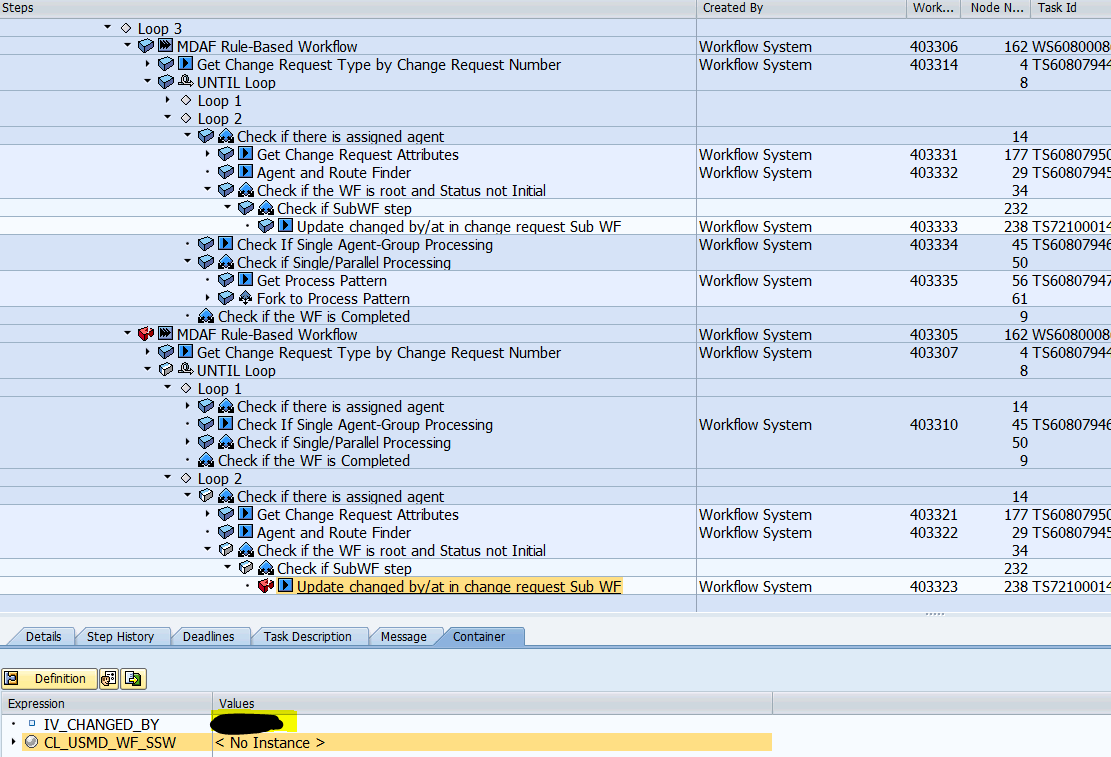 Steps Created By Work... Node N... Task Id
Loop 3
MDAF Rule-Based Workflow Workflow System 403306 162 WS6080008
Get Change Request Type by Change Request Number Workflow System 403314 4 TS60807944
UNTIL Loop 8
Loop 1
Loop 2
Check if there is assigned agent 14
Get Change Request Attributes Workflow System 403331 177 TS60807950
Agent and Route Finder Workflow System 403332 29 TS60807945
Check if the WF is root and Status not Initial 34
Check if SubWF step 232
Update changed by/at in change request Sub WF Workflow System 403333 238 TS72100014
Check If Single Agent-Group Processing Workflow System 403334 45 TS60807946
Check if Single/Parallel Processing 50
Get Process Pattern Workflow System 403335 56 TS60807947
Fork to Process Pattern 61
Check if the WF is Completed 9
MDAF Rule-Based Workflow Workflow System 403305 162 WS6080008
Get Change Request Type by Change Request Number Workflow System 403307 4 TS60807944
UNTIL Loop 8
Loop 1
Check if there is assigned agent 14
Check If Single Agent-Group Processing Workflow System 403310 45 TS60807946
Check if Single/Parallel Processing 50
Check if the WF is Completed 9
Loop 2
Check if there is assigned agent 14
Get Change Request Attributes Workflow System 403321 177 TS60807950
Agent and Route Finder Workflow System 403322 29 TS60807945
Check if the WF is root and Status not Initial 34
Check if SubWF step 232
Update changed by/at in change request Sub WF Workflow System 403323 238 TS72100014
Details Step History Deadlines Task Description Message Container
Definition
Expression Values
IV_CHANGED_BY
CL_USMD_WF_SSW < No Instance >